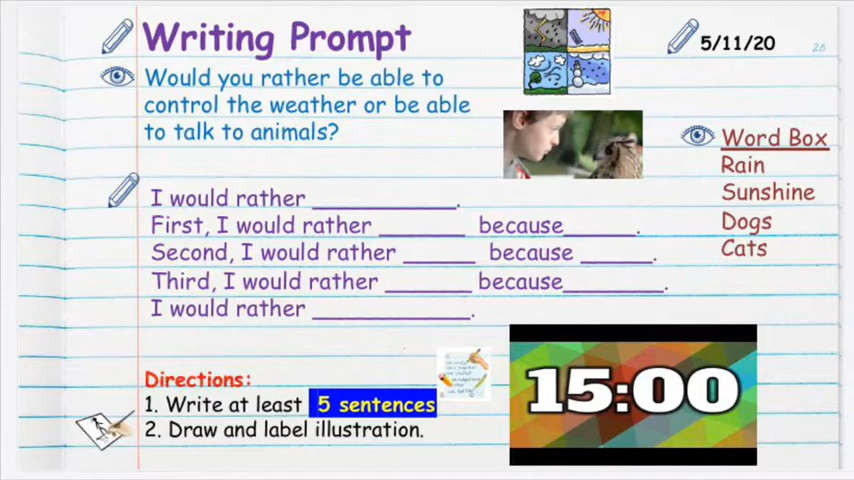 Writing Prompt
5/11/20
26
Would you rather be able to
control the weather or be able
to talk to animals?
Word Box
Rain
Sunshine
Dogs
Cats
I would rather ____________.
First, I would rather _______ because______.
Second, I would rather ______ because ______.
Third, I would rather _______ because________.
I would rather _____________.
Directions:
1. Write at least 5 sentences
2. Draw and label illustration.
15:00